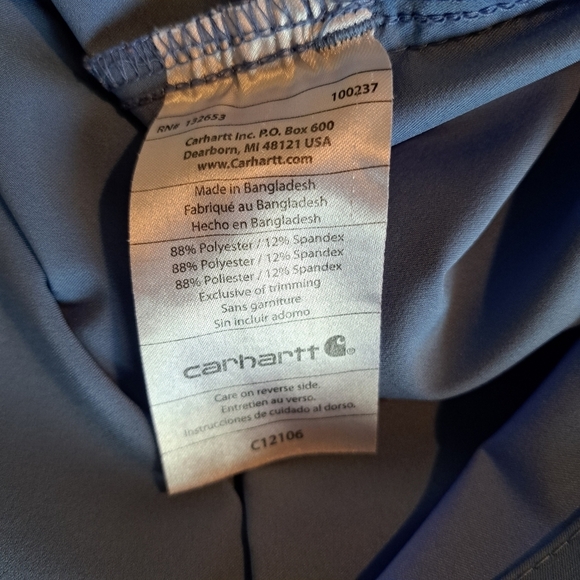 RN# 132653
100237
Carhartt Inc. P.O. Box 600
Dearborn, MI 48121 USA
www.Carhartt.com
Made in Bangladesh
Fabriqué au Bangladesh
Hecho en Bangladesh
88% Polyester / 12% Spandex
88% Polyester / 12% Spandex
88% Poliester / 12% Spandex
Exclusive of trimming
Sans garniture
Sin incluir adorno
carhartt
Care on reverse side.
Entretien au verso.
Instrucciones de cuidado al dorso.
C12106